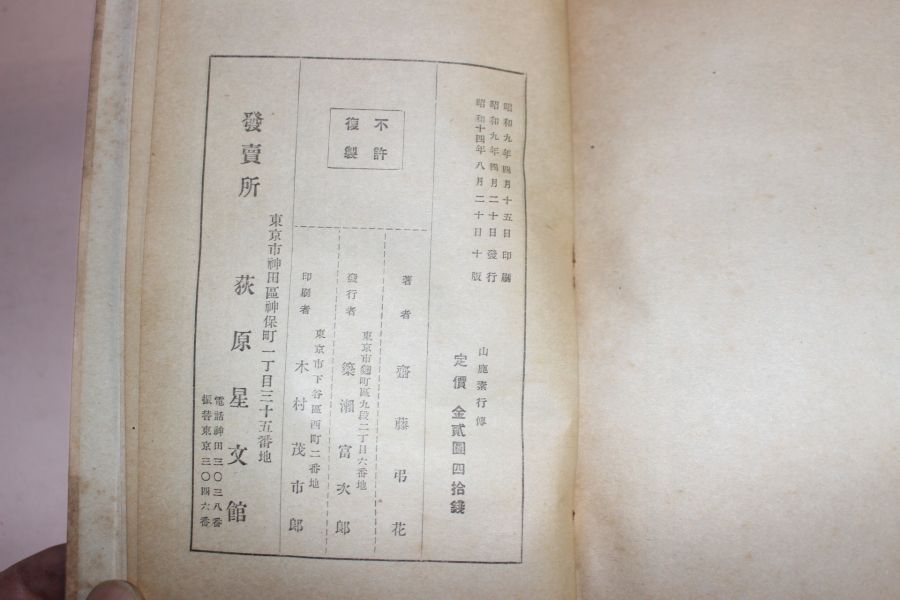 昭和九年四月十五日印刷
昭和九年四月二十日發行
昭和十四年八月二十日十版
山鹿素行傳
定價 金貳圓四拾錢
不許
復製
著者 齋藤弔花
東京市麴町區九段二丁目六番地
發行者 簗瀨富次郎
東京市下谷區西町二番地
印刷者 木村茂市郎
東京市神田區神保町一丁目三十五番地
發賣所 荻原星文館
電話神田三〇三八番
振替東京三〇四六番